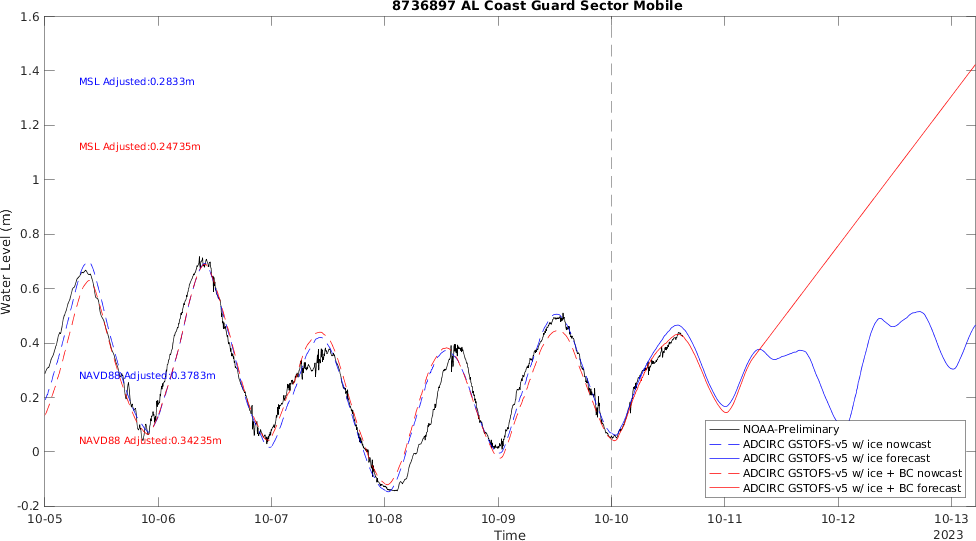 8736897 AL Coast Guard Sector Mobile
1.6
1.4
1.2
1
0.8
0.6
0.4
0.2
0
-0.2
Water Level (m)
MSL Adjusted:0.2833m
MSL Adjusted:0.24735m
NAVD88 Adjusted:0.3783m
NAVD88 Adjusted:0.34235m
NOAA-Preliminary
ADCIRC GSTOFS-v5 w/ ice nowcast
ADCIRC GSTOFS-v5 w/ ice forecast
ADCIRC GSTOFS-v5 w/ ice + BC nowcast
ADCIRC GSTOFS-v5 w/ ice + BC forecast
10-05 10-06 10-07 10-08 10-09 10-10 10-11 10-12 10-13
Time
2023